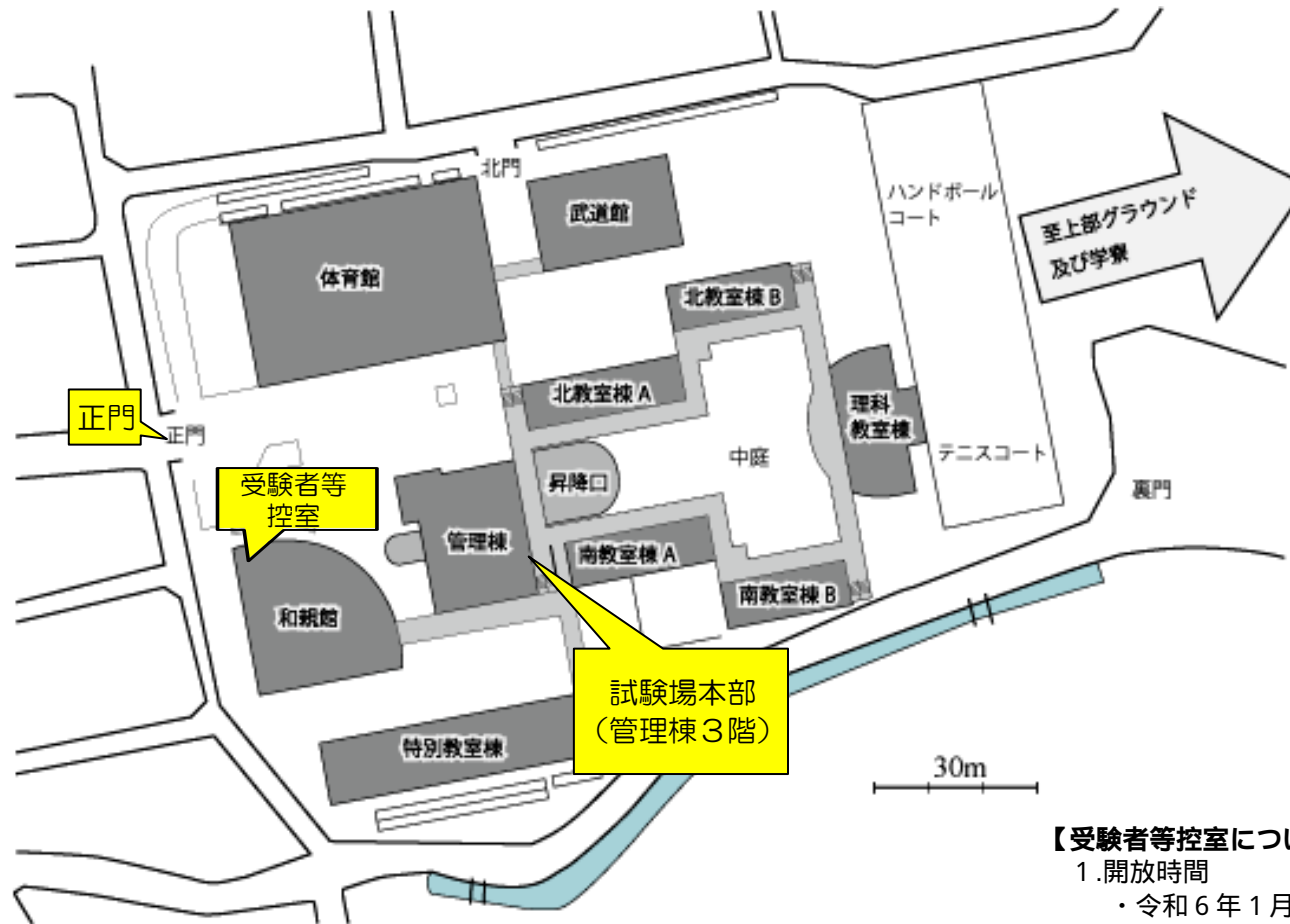 北門
武道館
ハンドボール
コート
至上部グラウンド
及び学寮
体育館
北教室棟 B
北教室棟 A
理科
教室棟
正門
正門
中庭
テニスコート
裏門
受験者等
控室
昇降口
管理棟
南教室棟 A
南教室棟 B
和親館
試験場本部
（管理棟３階）
特別教室棟
30m
【受験者等控室につい
１.開放時間
・令和６年１月